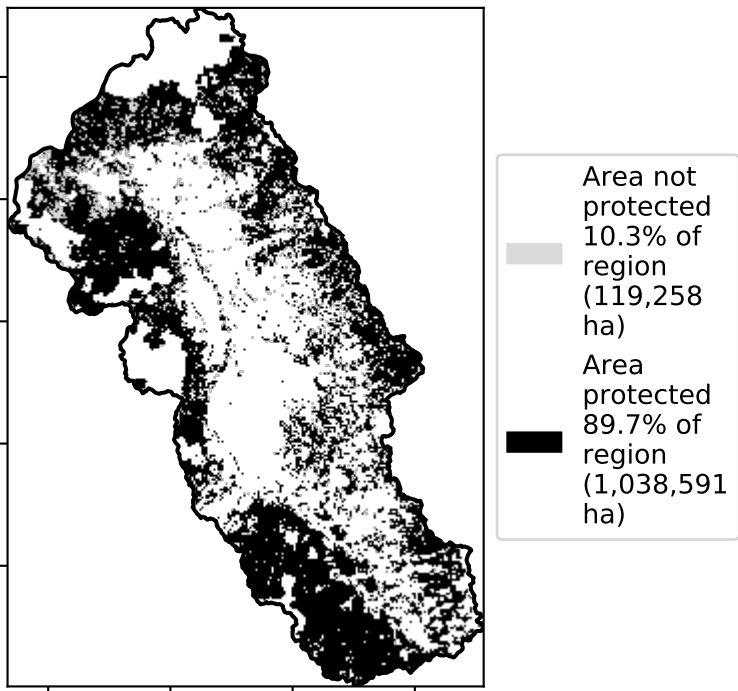 Area not
protected
10.3% of
region
(119,258
ha)
Area
protected
89.7% of
region
(1,038,591
ha)